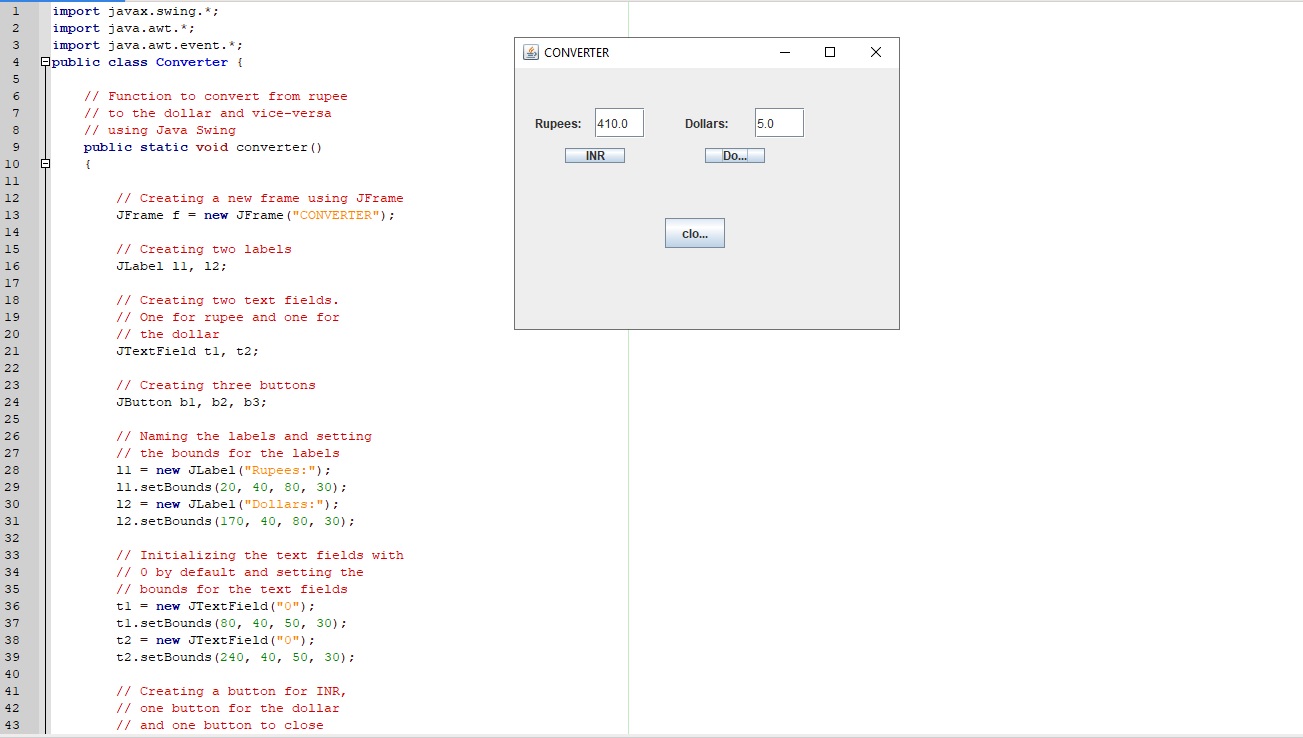 1 import javax.swing.*;
2 import java.awt.*;
3 import java.awt.event.*;
4 public class Converter {
5
6 // Function to convert from rupee
7 // to the dollar and vice-versa
8 // using Java Swing
9 public static void converter()
10 {
11
12 // Creating a new frame using JFrame
13 JFrame f = new JFrame("CONVERTER");
14
15 // Creating two labels
16 JLabel l1, l2;
17
18 // Creating two text fields.
19 // One for rupee and one for
20 // the dollar
21 JTextField t1, t2;
22
23 // Creating three buttons
24 JButton b1, b2, b3;
25
26 // Naming the labels and setting
27 // the bounds for the labels
28 l1 = new JLabel("Rupees:");
29 l1.setBounds(20, 40, 80, 30);
30 l2 = new JLabel("Dollars:");
31 l2.setBounds(170, 40, 80, 30);
32
33 // Initializing the text fields with
34 // 0 by default and setting the
35 // bounds for the text fields
36 t1 = new JTextField("0");
37 t1.setBounds(80, 40, 50, 30);
38 t2 = new JTextField("0");
39 t2.setBounds(240, 40, 50, 30);
40
41 // Creating a button for INR,
42 // one button for the dollar
43 // and one button to close
CONVERTER
Rupees: 410.0 Dollars: 5.0
INR Do...
clo...